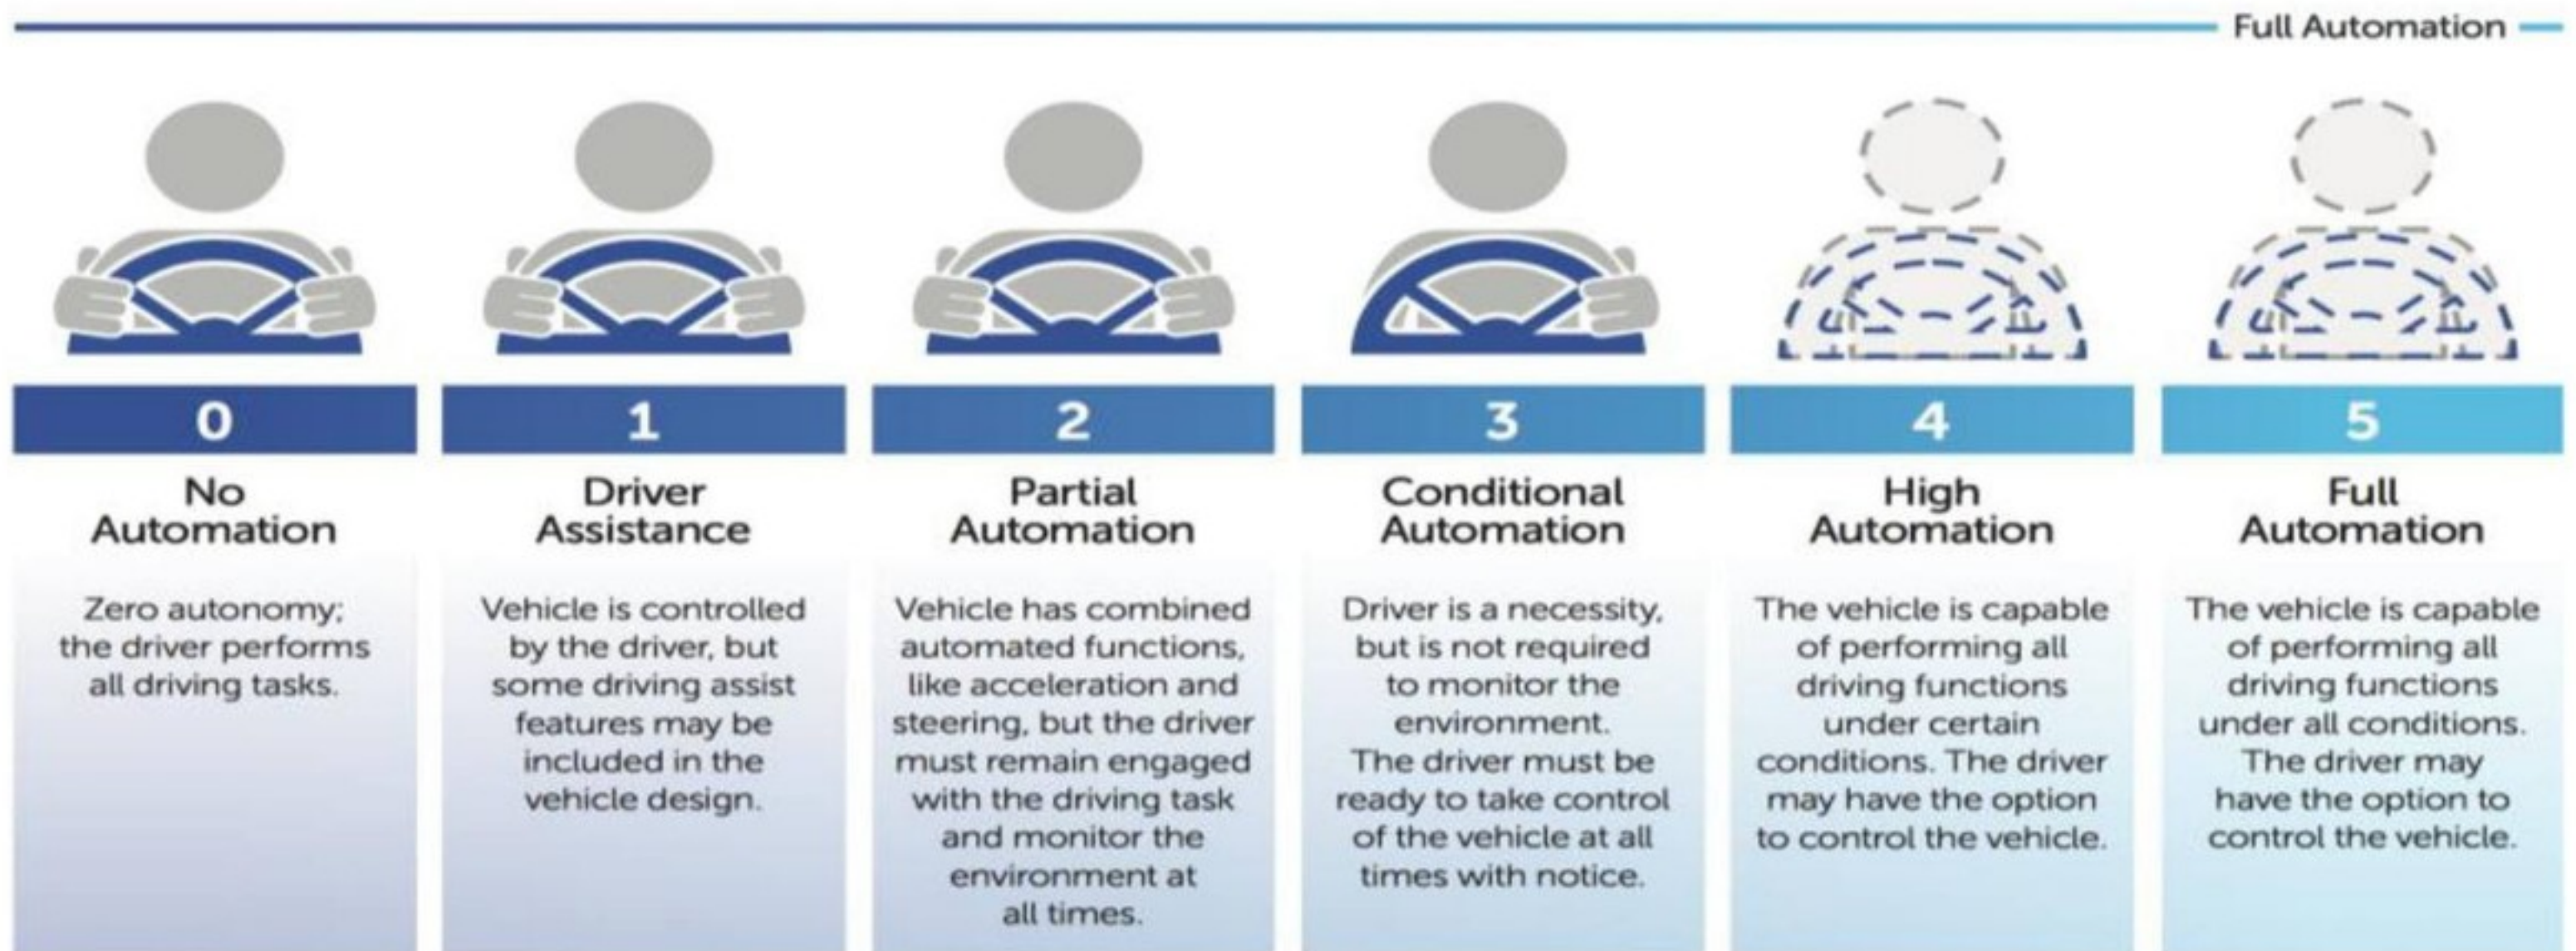 Full Automation
0
No
Automation
Zero autonomy;
the driver performs
all driving tasks.
1
Driver
Assistance
Vehicle is controlled
by the driver, but
some driving assist
features may be
included in the
vehicle design.
2
Partial
Automation
Vehicle has combined
automated functions,
like acceleration and
steering, but the driver
must remain engaged
with the driving task
and monitor the
environment at
all times.
3
Conditional
Automation
Driver is a necessity,
but is not required
to monitor the
environment.
The driver must be
ready to take control
of the vehicle at all
times with notice.
4
High
Automation
The vehicle is capable
of performing all
driving functions
under certain
conditions. The driver
may have the option
to control the vehicle.
5
Full
Automation
The vehicle is capable
of performing all
driving functions
under all conditions.
The driver may
have the option to
control the vehicle.